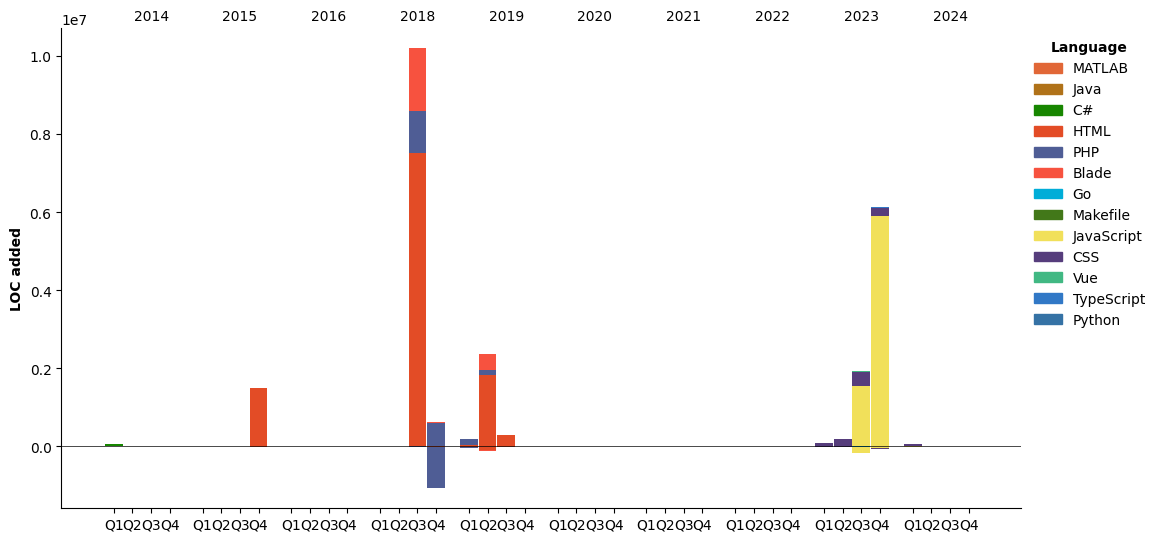 2014 2015 2016 2018 2019 2020 2021 2022 2023 2024
1e7
1.0
0.8
0.6
0.4
0.2
0.0
LOC added
Q1Q2Q3Q4 Q1Q2Q3Q4 Q1Q2Q3Q4 Q1Q2Q3Q4 Q1Q2Q3Q4 Q1Q2Q3Q4 Q1Q2Q3Q4 Q1Q2Q3Q4 Q1Q2Q3Q4 Q1Q2Q3Q4
Language
MATLAB
Java
C#
HTML
PHP
Blade
Go
Makefile
JavaScript
CSS
Vue
TypeScript
Python